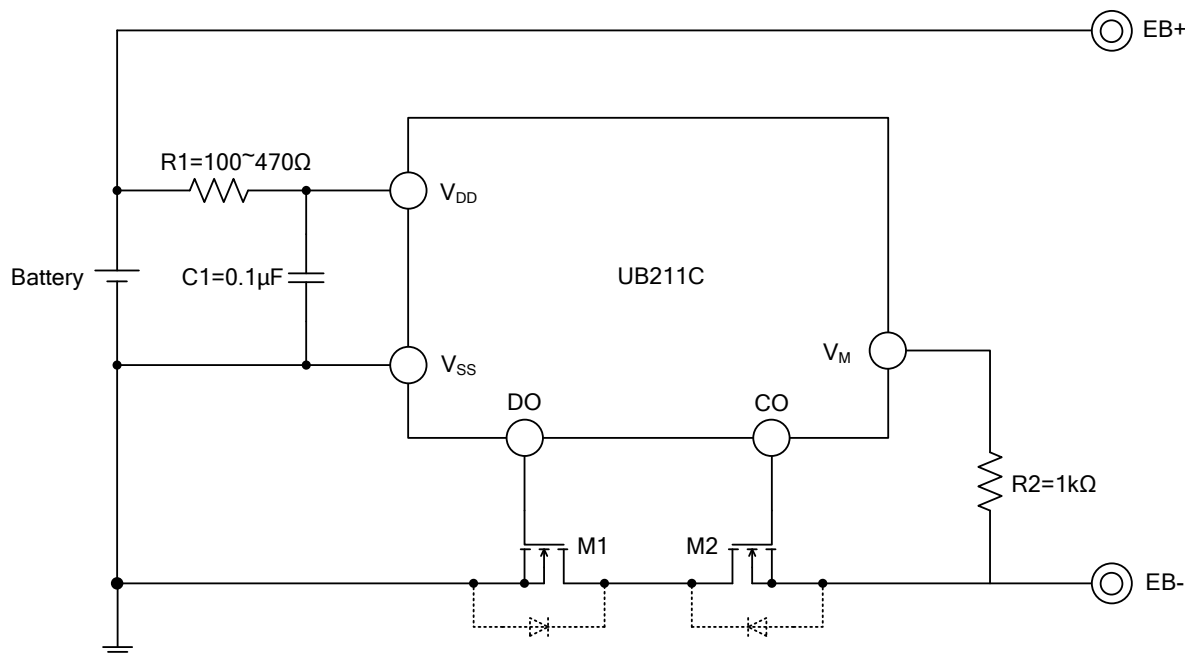 EB+
R1=100~470Ω
VDD
Battery
C1=0.1µF
UB211C
VM
VSS
DO
CO
R2=1kΩ
M1
M2
EB-